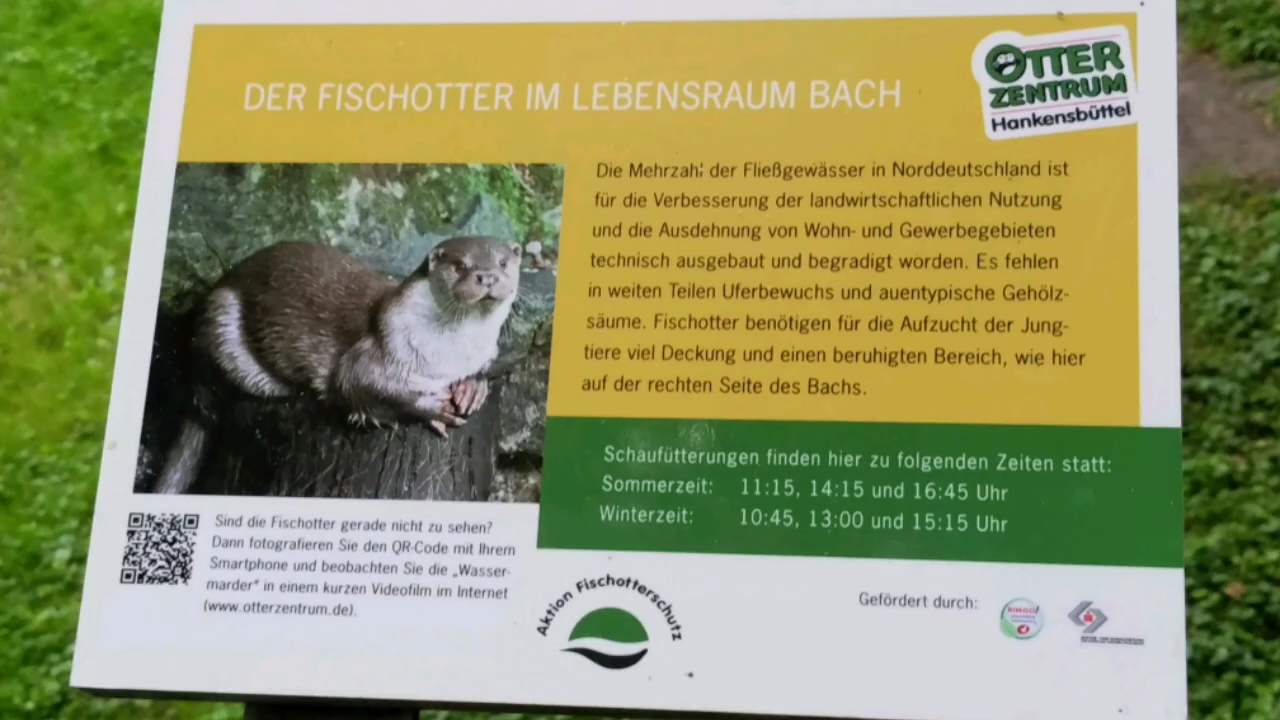 DER FISCHOTTER IM LEBENSRAUM BACH
OTTER
ZENTRUM
Hankensbüttel
Die Mehrzahl der Fließgewässer in Norddeutschland ist
für die Verbesserung der landwirtschaftlichen Nutzung
und die Ausdehnung von Wohn- und Gewerbegebieten
technisch ausgebaut und begradigt worden. Es fehlen
in weiten Teilen Uferbewuchs und auentypische Gehölz-
säume. Fischotter benötigen für die Aufzucht der Jung-
tiere viel Deckung und einen beruhigten Bereich, wie hier
auf der rechten Seite des Bachs.
Schaufütterungen finden hier zu folgenden Zeiten statt:
Sommerzeit: 11:15, 14:15 und 16:45 Uhr
Winterzeit: 10:45, 13:00 und 15:15 Uhr
Sind die Fischotter gerade nicht zu sehen?
Dann fotografieren Sie den QR-Code mit Ihrem
Smartphone und beobachten Sie die „Wasser-
marder" in einem kurzen Videofilm im Internet
(www.otterzentrum.de).
Aktion Fischotterschutz
Gefördert durch:
BINGO!